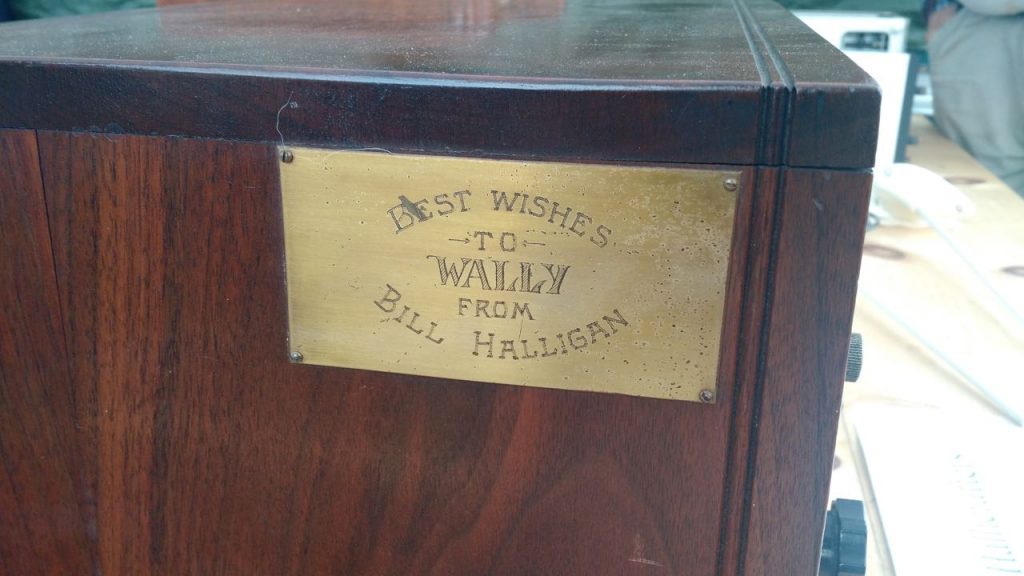 BEST WISHES
TO
WALLY
FROM
BILL HALLIGAN